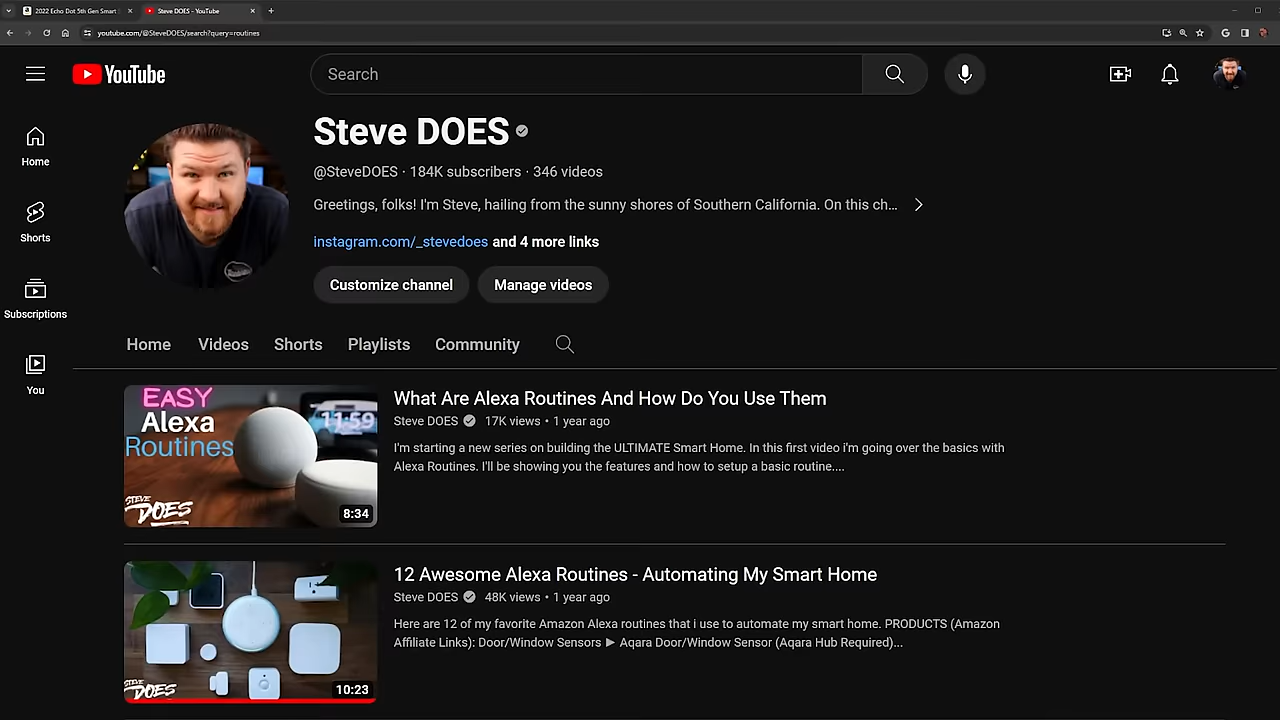 2022 Echo Dot 5th Gen Smart S
Steve DOES - YouTube
youtube.com/@SteveDOES/search?query=routines
YouTube
Search
Steve DOES
@SteveDOES · 184K subscribers · 346 videos
Greetings, folks! I'm Steve, hailing from the sunny shores of Southern California. On this ch...
instagram.com/_stevedoes and 4 more links
Customize channel
Manage videos
Home
Shorts
Subscriptions
You
Home
Videos
Shorts
Playlists
Community
EASY
Alexa
Routines
11:59
STEVE
DOES
8:34
What Are Alexa Routines And How Do You Use Them
Steve DOES 17K views • 1 year ago
I'm starting a new series on building the ULTIMATE Smart Home. In this first video i'm going over the basics with
Alexa Routines. I'll be showing you the features and how to setup a basic routine....
STEVE
DOES
10:23
12 Awesome Alexa Routines - Automating My Smart Home
Steve DOES 48K views • 1 year ago
Here are 12 of my favorite Amazon Alexa routines that i use to automate my smart home. PRODUCTS (Amazon
Affiliate Links): Door/Window Sensors ► Aqara Door/Window Sensor (Aqara Hub Required)...